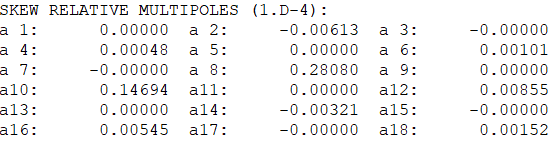 SKEW RELATIVE MULTIPOLES (1.D-4):
a 1:     0.00000  a 2:    -0.00613  a 3:    -0.00000
a 4:     0.00048  a 5:     0.00000  a 6:     0.00101
a 7:    -0.00000  a 8:     0.28080  a 9:     0.00000
a10:     0.14694  a11:     0.00000  a12:     0.00855
a13:     0.00000  a14:    -0.00321  a15:    -0.00000
a16:     0.00545  a17:    -0.00000  a18:     0.00152